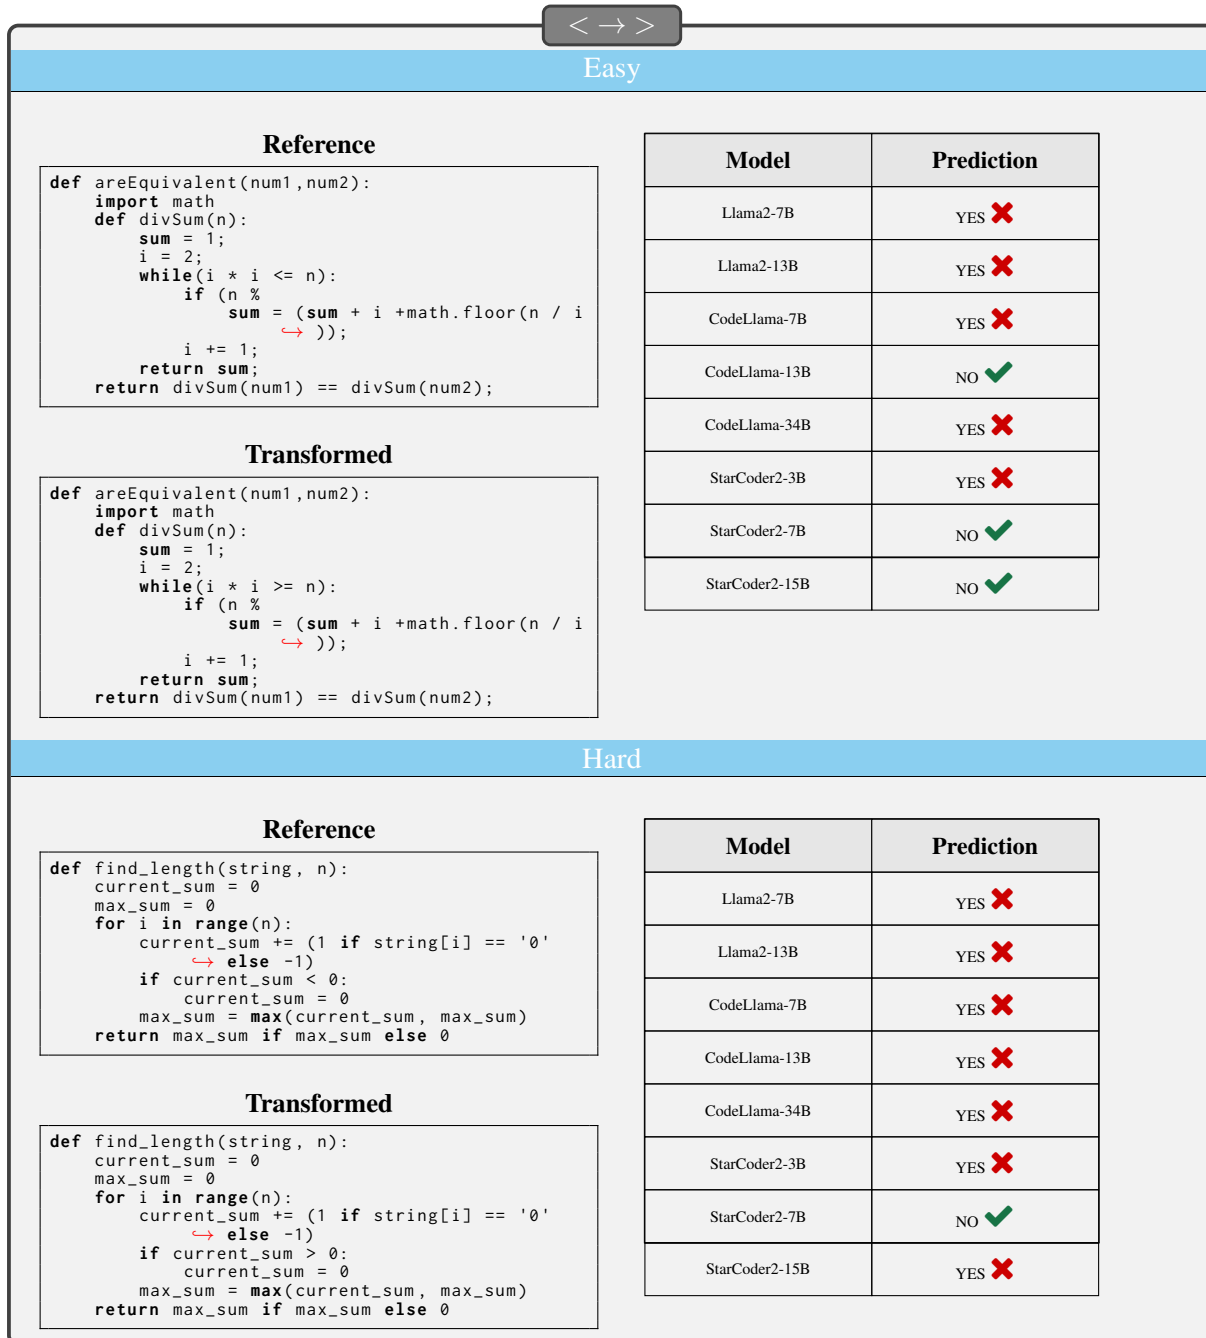 < → >
Easy
Reference
def areEquivalent(num1,num2):
    import math
    def divSum(n):
        sum = 1;
        i = 2;
        while(i * i <= n):
            if (n %
                sum = (sum + i +math.floor(n / i
                    ↪ ));
            i += 1;
        return sum;
    return divSum(num1) == divSum(num2);
Transformed
def areEquivalent(num1,num2):
    import math
    def divSum(n):
        sum = 1;
        i = 2;
        while(i * i >= n):
            if (n %
                sum = (sum + i +math.floor(n / i
                    ↪ ));
            i += 1;
        return sum;
    return divSum(num1) == divSum(num2);
Model Prediction
Llama2-7B YES ✘
Llama2-13B YES ✘
CodeLlama-7B YES ✘
CodeLlama-13B NO ✔
CodeLlama-34B YES ✘
StarCoder2-3B YES ✘
StarCoder2-7B NO ✔
StarCoder2-15B NO ✔
Hard
Reference
def find_length(string, n):
    current_sum = 0
    max_sum = 0
    for i in range(n):
        current_sum += (1 if string[i] == '0'
            ↪ else -1)
        if current_sum < 0:
            current_sum = 0
        max_sum = max(current_sum, max_sum)
    return max_sum if max_sum else 0
Transformed
def find_length(string, n):
    current_sum = 0
    max_sum = 0
    for i in range(n):
        current_sum += (1 if string[i] == '0'
            ↪ else -1)
        if current_sum > 0:
            current_sum = 0
        max_sum = max(current_sum, max_sum)
    return max_sum if max_sum else 0
Model Prediction
Llama2-7B YES ✘
Llama2-13B YES ✘
CodeLlama-7B YES ✘
CodeLlama-13B YES ✘
CodeLlama-34B YES ✘
StarCoder2-3B YES ✘
StarCoder2-7B NO ✔
StarCoder2-15B YES ✘